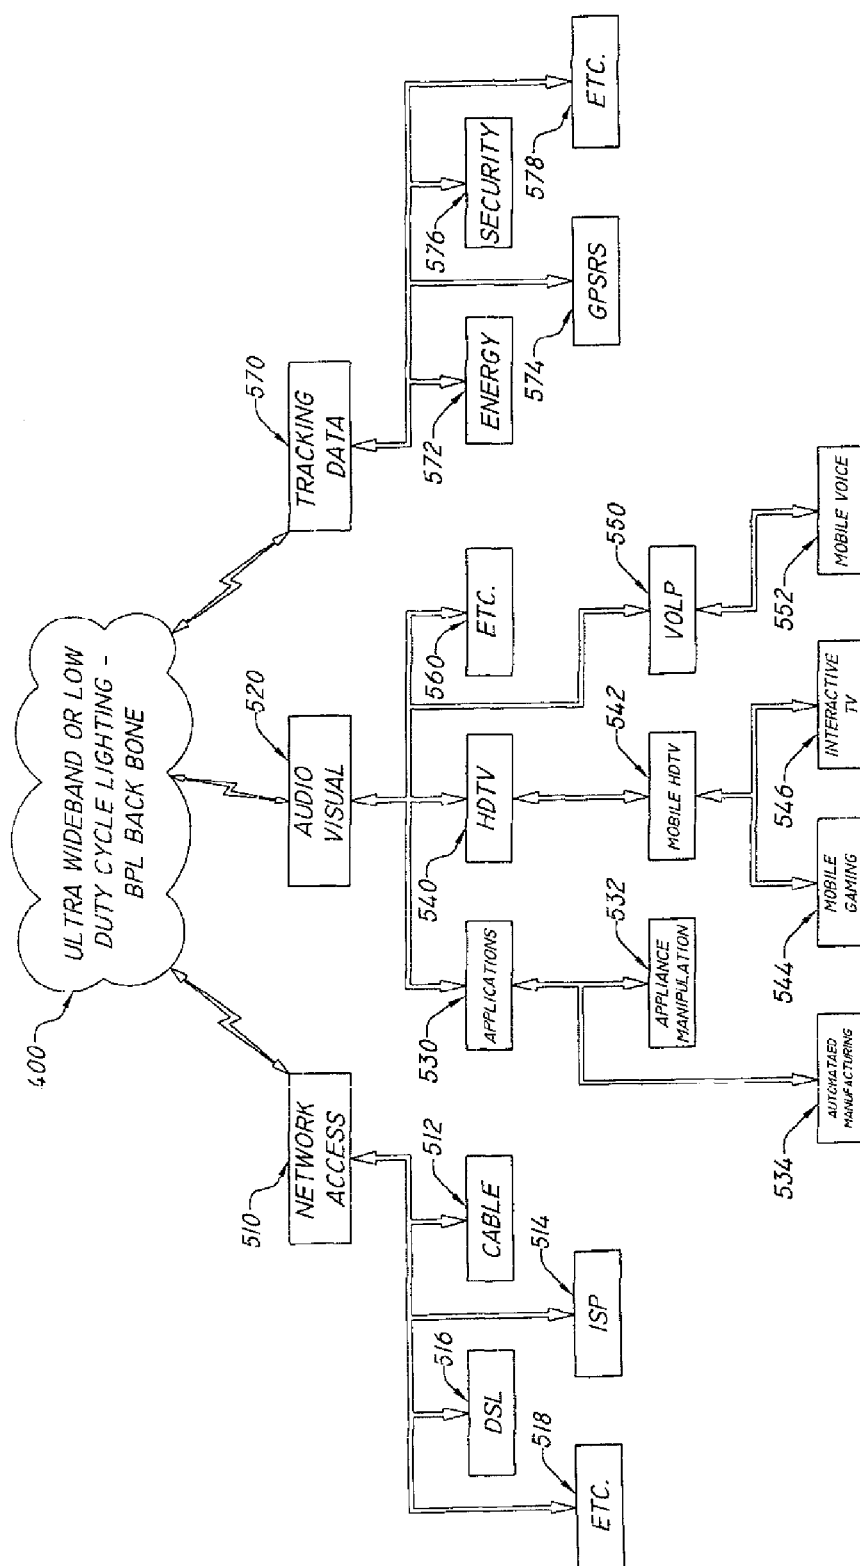 400
ULTRA WIDEBAND OR LOW
DUTY CYCLE LIGHTING -
BPL BACK BONE
510
NETWORK
ACCESS
520
AUDIO
VISUAL
570
TRACKING
DATA
512
CABLE
514
ISP
516
DSL
518
ETC.
530
APPLICATIONS
532
APPLIANCE
MANIPULATION
534
AUTOMATAED
MANUFACTURING
540
HDTV
542
MOBILE HDTV
544
MOBILE
GAMING
546
INTERACTIVE
TV
550
VOLP
552
MOBILE VOICE
560
ETC.
572
ENERGY
574
GPSRS
576
SECURITY
578
ETC.